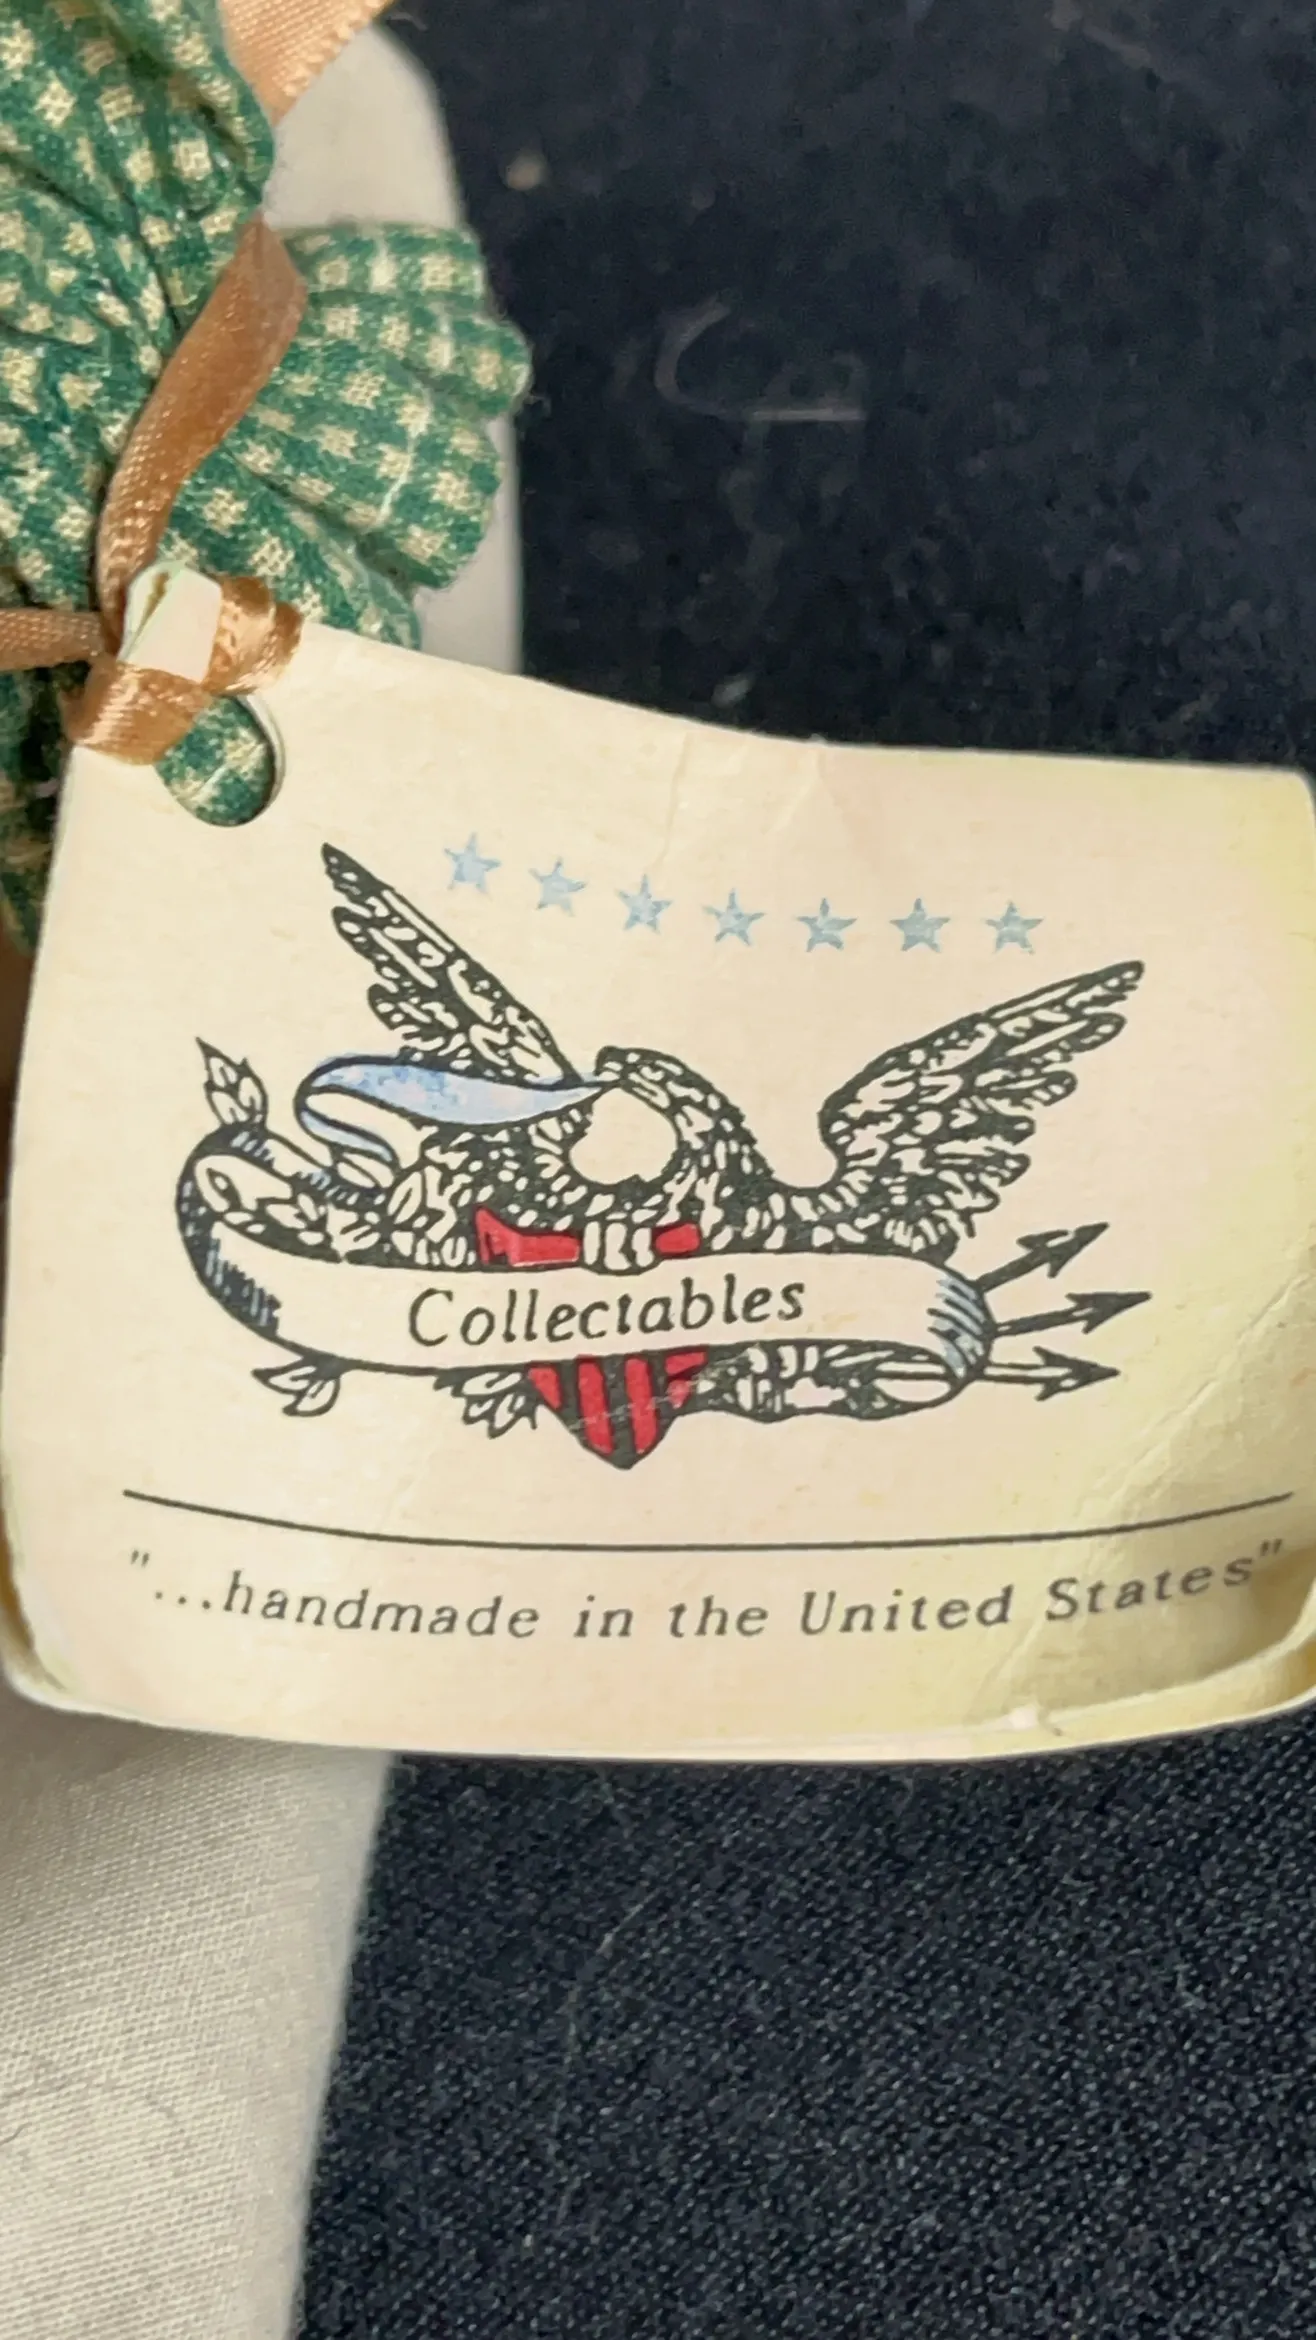 Collectables
"...handmade in the United States"